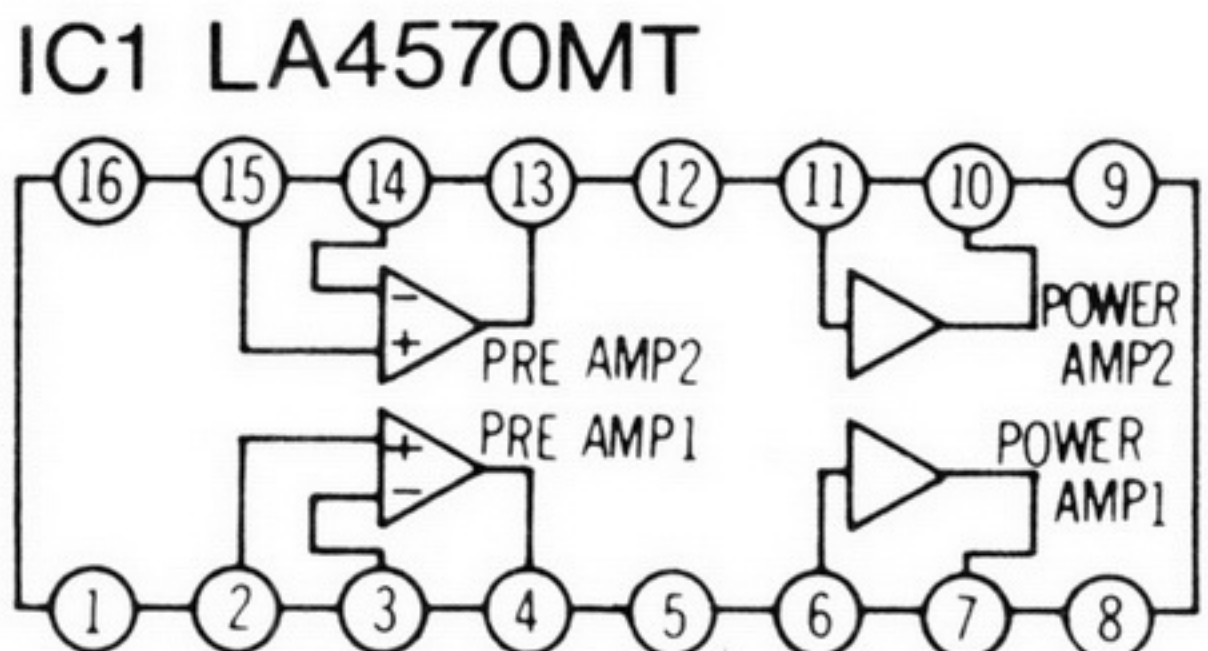 IC1 LA4570MT
16 15 14 13 12 11 10 9
−
+
POWER
AMP2
PRE AMP2
PRE AMP1
+
−
POWER
AMP1
1 2 3 4 5 6 7 8